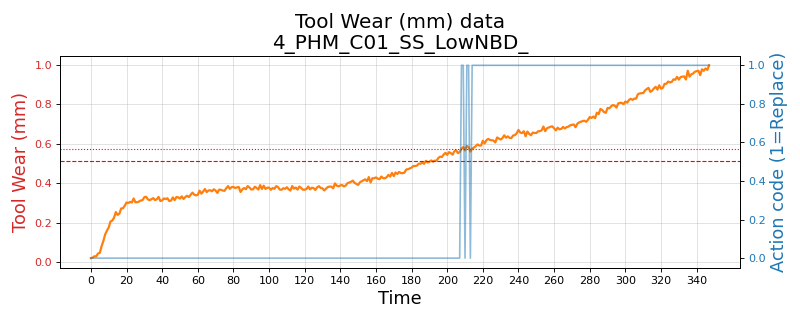 Tool Wear (mm) data
4_PHM_C01_SS_LowNBD_
Tool Wear (mm)
1.0
0.8
0.6
0.4
0.2
0.0
1.0
0.8
0.6
0.4
0.2
0.0
Action code (1=Replace)
0 20 40 60 80 100 120 140 160 180 200 220 240 260 280 300 320 340
Time